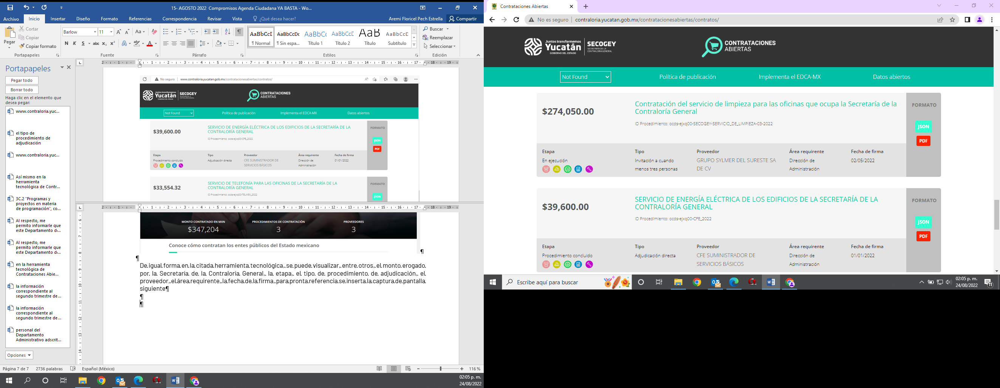 15- AGOSTO 2022  Compromisos Agenda Ciudadana YA BASTA - Wo...
Archivo Inicio Insertar Diseño Formato Referencias Correspondencia Revisar Vista ¿Qué desea hacer? Aremi Floricel Pech Estrella Compartir
Pegar
Cortar
Copiar
Copiar formato
Portapapeles
Barlow 11
Aa
N K S abc x₂ x²
A A
Fuente
Párrafo
AaBbCcI AaBbCcDc AaBbC( AaBbCcE AaB AaBbCcD
¶ Normal ¶ Sin espa... Título 1 Título 2 Título Subtítulo
Estilos
Buscar
Reemplazar
Seleccionar
Edición
Portapapeles
Pegar todo
Borrar todo
Haga clic en el elemento que
desea pegar:
www.contraloria.yuc...
el tipo de
procedimiento de
adjudicación
www.contraloria.yuc...
Así mismo en la
herramienta
tecnológica de Contr...
3C.2 "Programas y
proyectos en materia
de programación", co...
Al respecto, me
permito informarle que
este Departamento d...
Al respecto, me
permito informarle que
este Departamento d...
en la herramienta
tecnológica de
Contrataciones Abie...
la información
correspondiente al
segundo trimestre de...
la información
correspondiente al
segundo trimestre de...
personal del
Departamento
Administrativo adscrit...
Opciones
No seguro | www.contraloria.yucatan.gob.mx/contratacionesabiertas/contratos/
Juntos transformemos
Yucatán
GOBIERNO DEL ESTADO
SECOGEY
CONTRATACIONES
ABIERTAS
Not Found Política de publicación Implementa el EDCA-MX Datos abiertos
$39,600.00
SERVICIO DE ENERGÍA ELÉCTRICA DE LOS EDIFICIOS DE LA SECRETARÍA DE LA
CONTRALORÍA GENERAL
ID Procedimiento: ocds-ejxq00-CFE_2022
FORMATO
JSON
PDF
Etapa Tipo Proveedor Área requirente Fecha de firma
Procedimiento concluido Adjudicación directa CFE SUMINISTRADOR DE Dirección de 01/01/2022
SERVICIOS BÁSICOS Administración
$33,554.32
SERVICIO DE TELEFONÍA PARA LAS OFICINAS DE LA SECRETARÍA DE LA
CONTRALORÍA GENERAL
ID Procedimiento: ocds-ejxq00-TELMEX_2022
FORMATO
JSON
MONTO CONTRATADO EN MXN PROCEDIMIENTOS DE CONTRATACIÓN PROVEEDORES
$347,204 3 3
Conoce cómo contratan los entes públicos del Estado mexicano
¶
¶
De igual forma en la citada herramienta tecnológica, se puede visualizar, entre otros, el monto erogado
por la Secretaría de la Contraloría General, la etapa, el tipo de procedimiento de adjudicación, el
proveedor, el área requirente, la fecha de la firma, para pronta referencia se inserta la captura de pantalla
siguiente¶
¶
¶
Página 7 de 7 2736 palabras Español (México) 116 %
02:05 p. m.
24/08/2022
Contrataciones Abiertas
No es seguro | contraloria.yucatan.gob.mx/contratacionesabiertas/contratos/
Juntos transformemos
Yucatán
GOBIERNO DEL ESTADO
SECOGEY
SECRETARÍA DE LA
CONTRALORÍA GENERAL
CONTRATACIONES
ABIERTAS
Not Found Política de publicación Implementa el EDCA-MX Datos abiertos
$274,050.00
Contratación del servicio de limpieza para las oficinas que ocupa la Secretaría de la
Contraloría General
ID Procedimiento: ocds-ejxq00-SECOGEY-SERVICIO_DE_LIMPIEZA-03-2022
FORMATO
JSON
PDF
Etapa Tipo Proveedor Área requirente Fecha de firma
En ejecución Invitación a cuando GRUPO SYLMER DEL SURESTE SA Dirección de 02/05/2022
menos tres personas DE CV Administración
$39,600.00
SERVICIO DE ENERGÍA ELÉCTRICA DE LOS EDIFICIOS DE LA SECRETARÍA DE LA
CONTRALORÍA GENERAL
ID Procedimiento: ocds-ejxq00-CFE_2022
FORMATO
JSON
PDF
Etapa Tipo Proveedor Área requirente Fecha de firma
Procedimiento concluido Adjudicación directa CFE SUMINISTRADOR DE Dirección de 01/01/2022
SERVICIOS BÁSICOS Administración
Escribe aquí para buscar
02:05 p. m.
24/08/2022
11